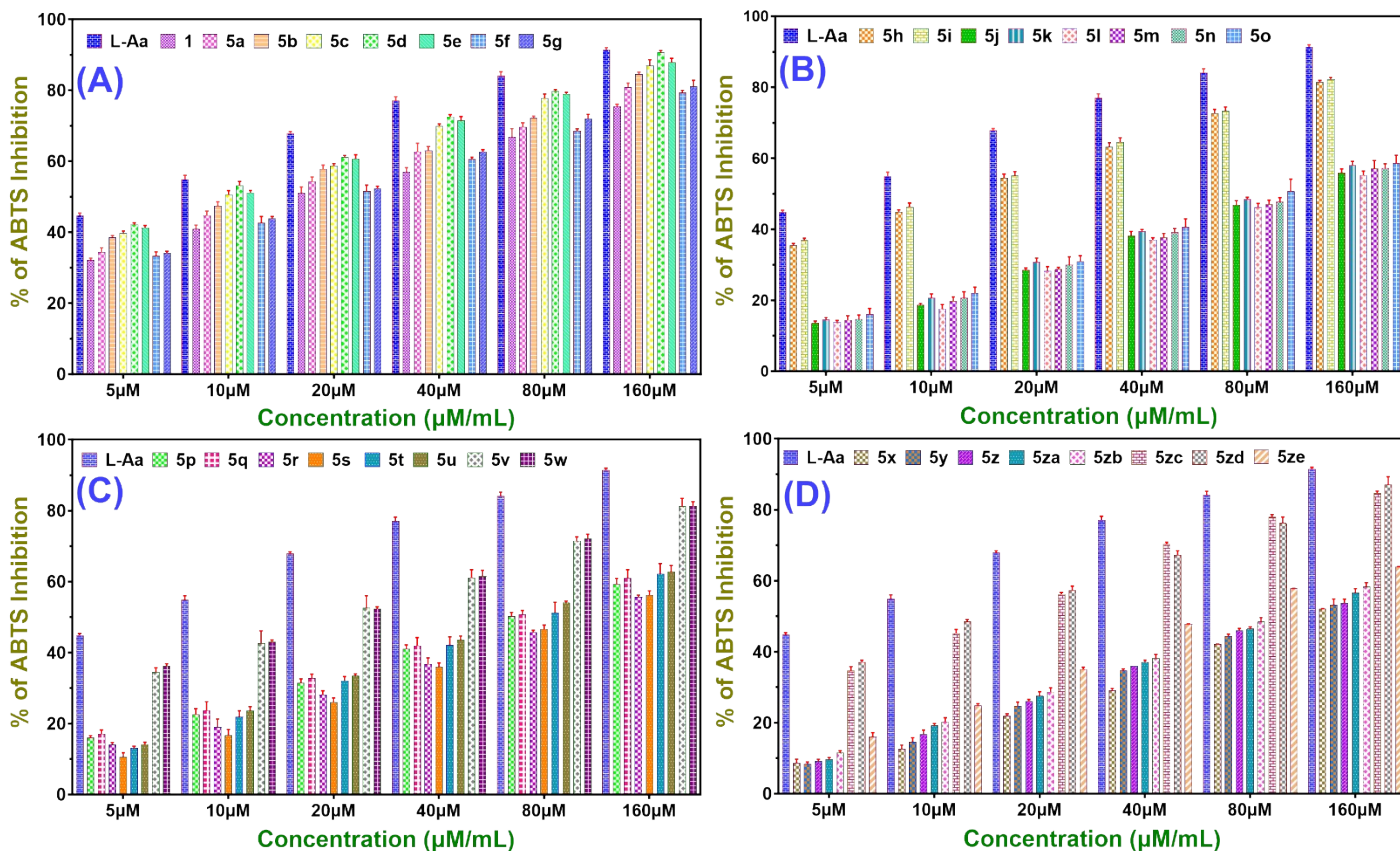 (A)
L-Aa 1 5a 5b 5c 5d 5e 5f 5g
% of ABTS Inhibition
100
80
60
40
20
0
5µM 10µM 20µM 40µM 80µM 160µM
Concentration (µM/mL)
(B)
L-Aa 5h 5i 5j 5k 5l 5m 5n 5o
% of ABTS Inhibition
100
80
60
40
20
0
5µM 10µM 20µM 40µM 80µM 160µM
Concentration (µM/mL)
(C)
L-Aa 5p 5q 5r 5s 5t 5u 5v 5w
% of ABTS Inhibition
100
80
60
40
20
0
5µM 10µM 20µM 40µM 80µM 160µM
Concentration (µM/mL)
(D)
L-Aa 5x 5y 5z 5za 5zb 5zc 5zd 5ze
% of ABTS Inhibition
100
80
60
40
20
0
5µM 10µM 20µM 40µM 80µM 160µM
Concentration (µM/mL)